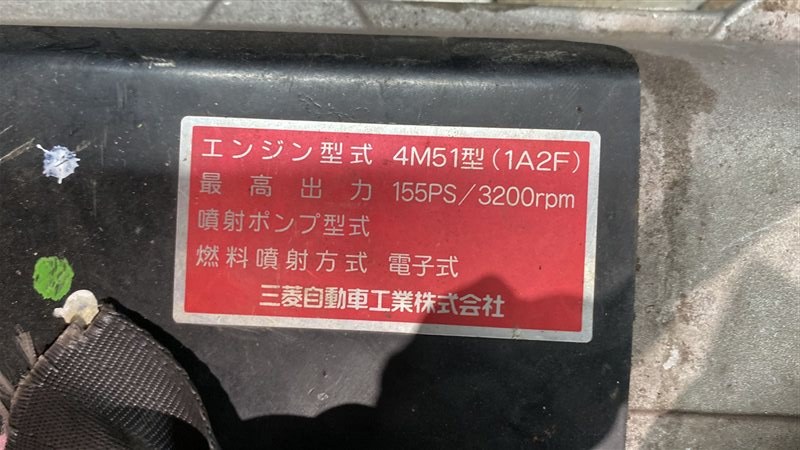 エンジン型式 4M51型(1A2F)
最高出力 155PS/3200rpm
噴射ポンプ型式
燃料噴射方式 電子式
三菱自動車工業株式会社